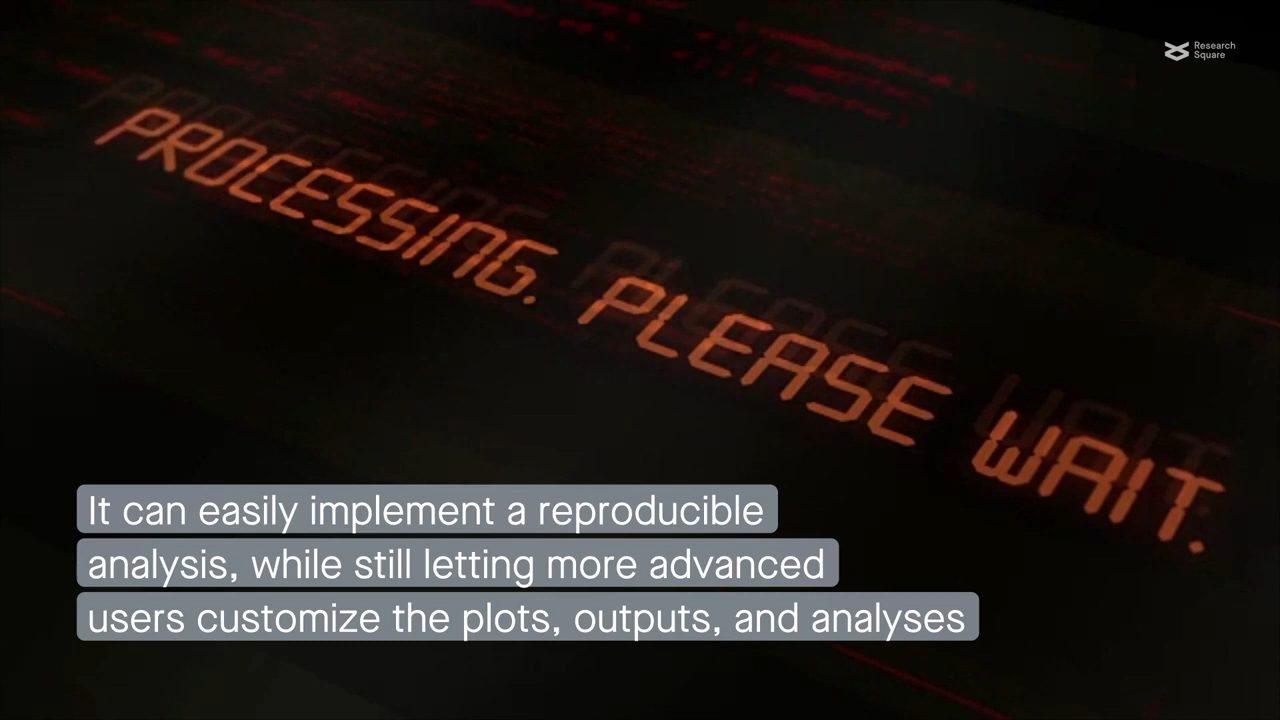 Research
Square
PROCESSING. PLEASE WAIT.
It can easily implement a reproducible
analysis, while still letting more advanced
users customize the plots, outputs, and analyses